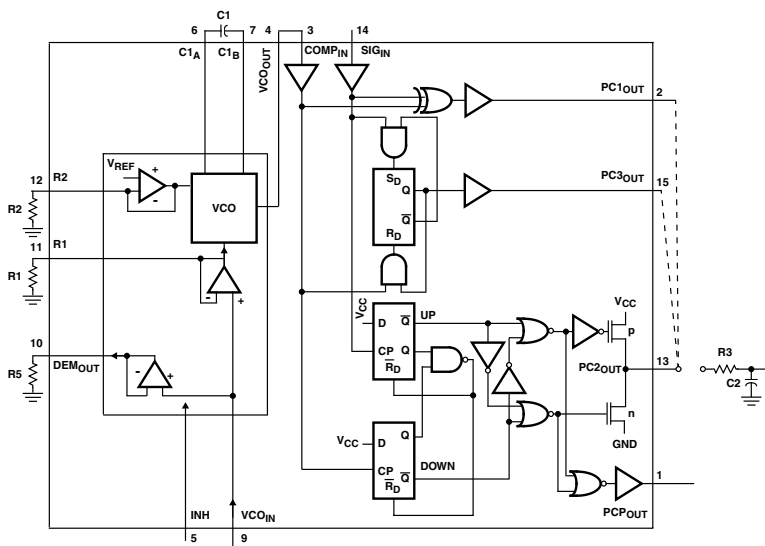 C1
6 7 4 3 14
C1A C1B VCOOUT COMPIN SIGIN
PC1OUT 2
VREF + -
12 R2
R2
VCO
SD Q
Q̅
RD
PC3OUT 15
11 R1
R1
- +
VCC
D Q̅ UP
CP Q
R̅D
VCC
p
10
DEMOUT
R5
- +
PC2OUT 13
R3
C2
n
GND
VCC D Q
CP Q̅ DOWN
R̅D
1
PCPOUT
INH VCOIN
5 9